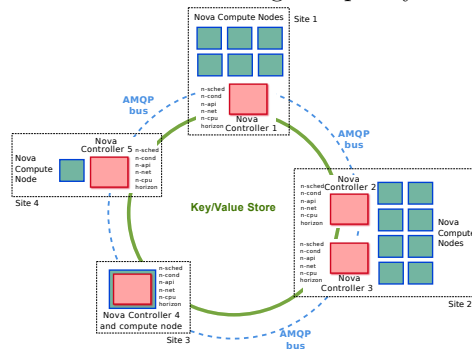 Nova Compute Nodes
Site 1
n-sched
n-cond
n-api
n-net
n-cpu
horizon
Nova
Controller 1
AMQP
bus
Nova
Controller 5
Nova
Compute
Node
n-sched
n-cond
n-api
n-net
n-cpu
horizon
Site 4
Key/Value Store
n-sched
n-cond
n-api
n-net
n-cpu
horizon
Nova
Controller 2
n-sched
n-cond
n-api
n-net
n-cpu
horizon
Nova
Controller 3
Nova
Compute
Nodes
Site 2
n-sched
n-cond
n-api
n-net
n-cpu
horizon
Nova Controller 4
and compute node
Site 3
AMQP
bus